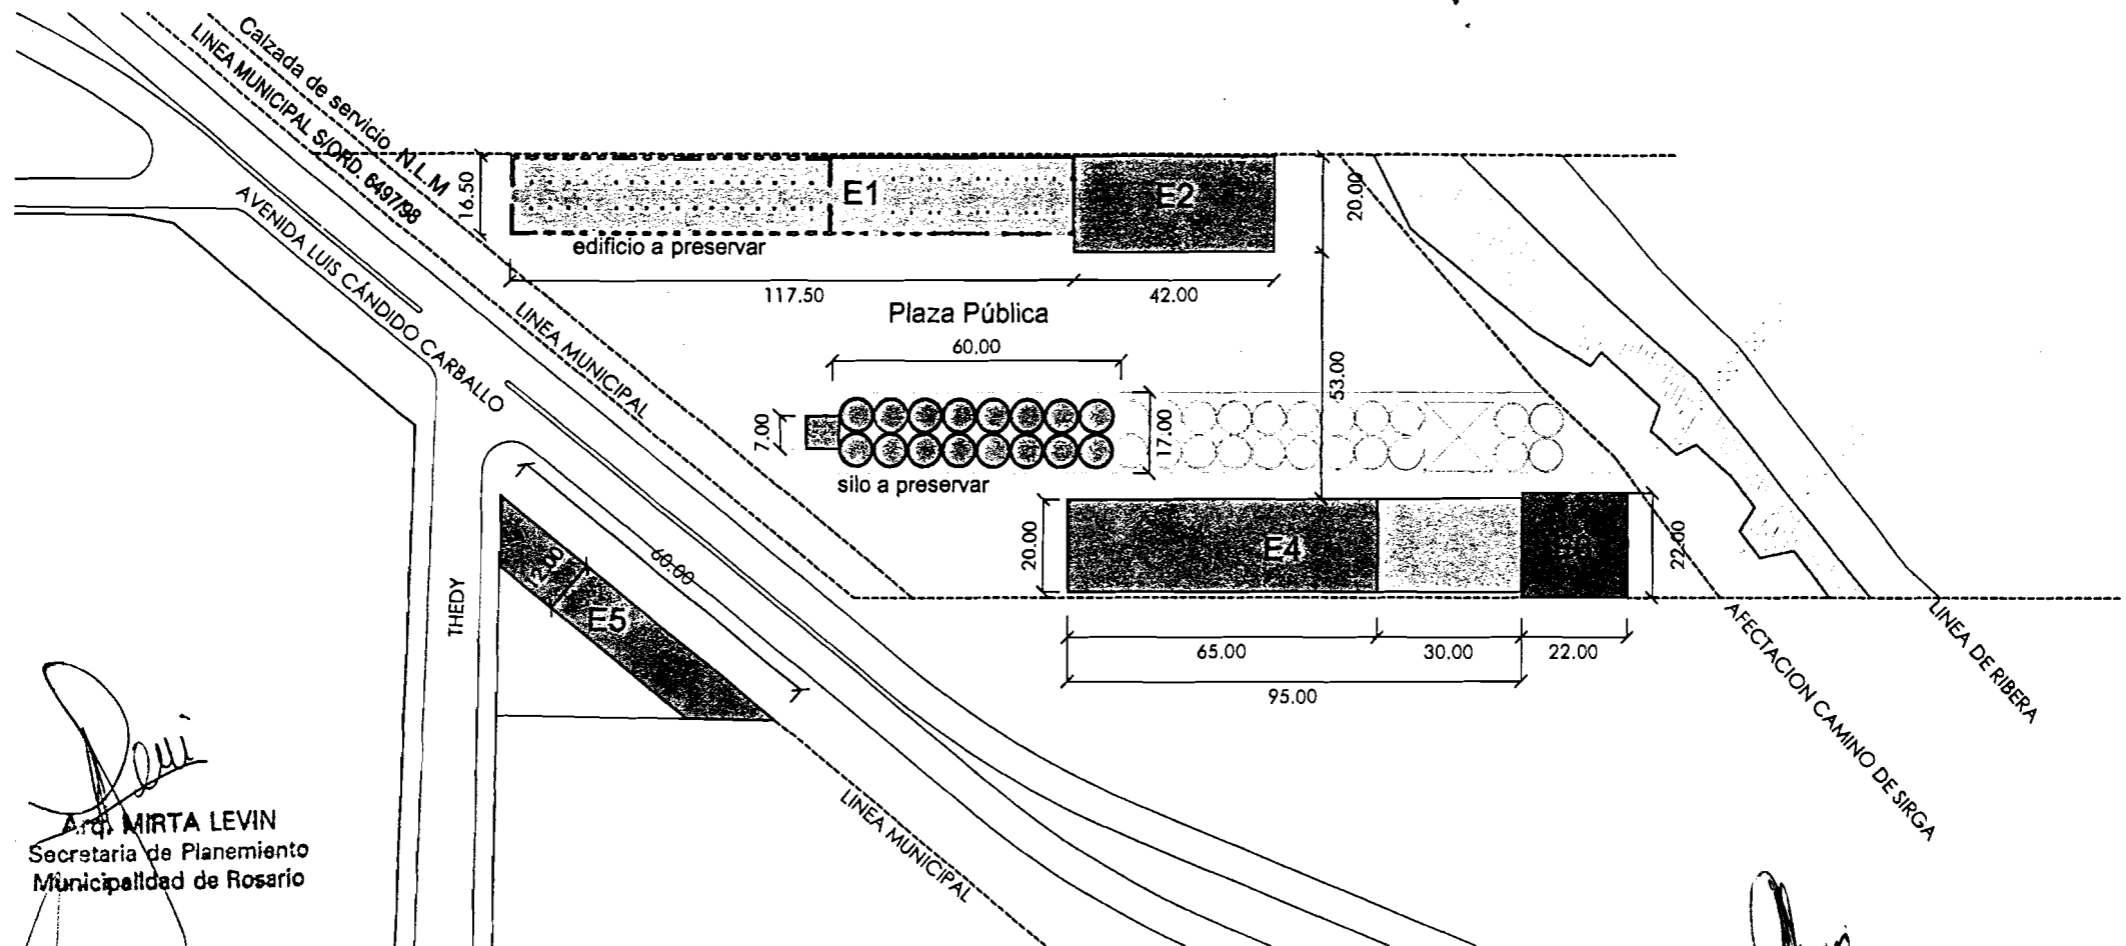 Calzada de servicio N.L.M
LINEA MUNICIPAL S/ORD. 6497/98
AVENIDA LUIS CÁNDIDO CARBALLO
16.50
E1
E2
20.00
edificio a preservar
117.50
42.00
LINEA MUNICIPAL
Plaza Pública
60.00
53.00
7.00
17.00
silo a preservar
20.00
E4
22.00
60.00
E5
THEDY
65.00
30.00
22.00
95.00
LINEA DE RIBERA
AFECTACION CAMINO DE SIRGA
LINEA MUNICIPAL
Arq. MIRTA LEVIN
Secretaria de Planemiento
Municipalidad de Rosario